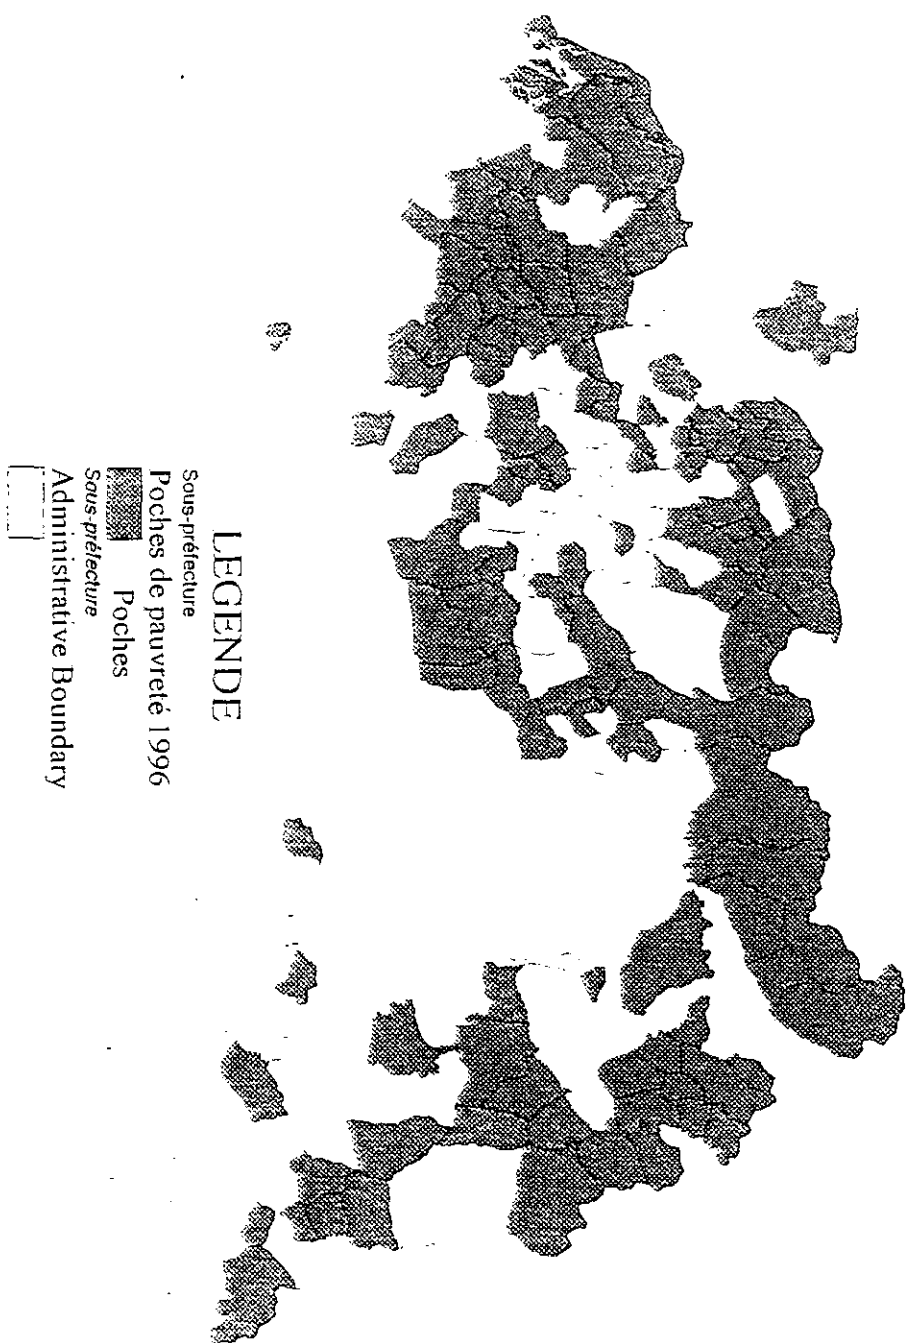 LEGENDE
Sous-préfecture
Poches de pauvreté 1996
Poches
Sous-préfecture
Administrative Boundary